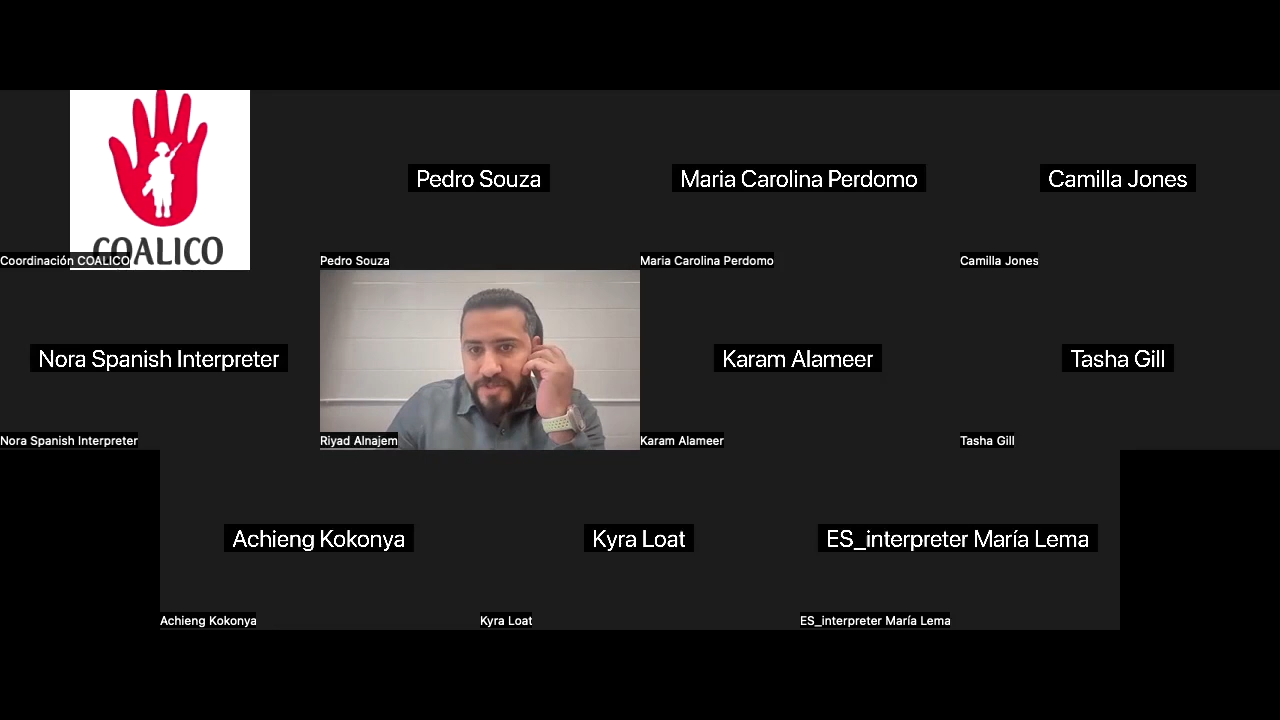 COALICO
Coordinación COALICO
Pedro Souza
Pedro Souza
Maria Carolina Perdomo
Maria Carolina Perdomo
Camilla Jones
Camilla Jones
Nora Spanish Interpreter
Nora Spanish Interpreter
Riyad Alnajem
Karam Alameer
Karam Alameer
Tasha Gill
Tasha Gill
Achieng Kokonya
Achieng Kokonya
Kyra Loat
Kyra Loat
ES_interpreter María Lema
ES_interpreter María Lema